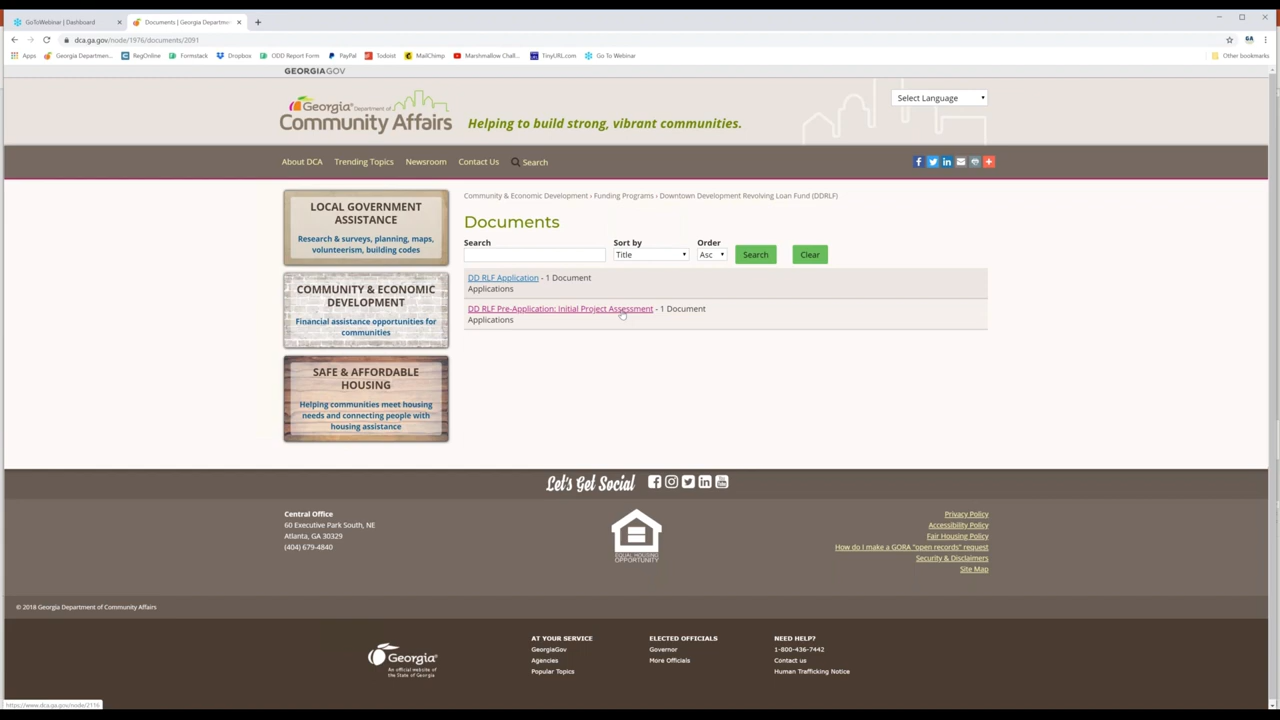 GoToWebinar | Dashboard
Documents | Georgia Departme
dca.ga.gov/node/1976/documents/2091
Apps
Georgia Departmen...
RegOnline
Formstack
Dropbox
ODD Report Form
PayPal
Todoist
MailChimp
Marshmallow Chall...
TinyURL.com
Go To Webinar
Other bookmarks
GEORGIAGOV
Georgia Department of
Community Affairs
Helping to build strong, vibrant communities.
Select Language
About DCA
Trending Topics
Newsroom
Contact Us
Search
LOCAL GOVERNMENT
ASSISTANCE
Research & surveys, planning, maps,
volunteerism, building codes
COMMUNITY & ECONOMIC
DEVELOPMENT
Financial assistance opportunities for
communities
SAFE & AFFORDABLE
HOUSING
Helping communities meet housing
needs and connecting people with
housing assistance
Community & Economic Development › Funding Programs › Downtown Development Revolving Loan Fund (DDRLF)
Documents
Search
Sort by
Order
Title
Asc
Search
Clear
DD RLF Application - 1 Document
Applications
DD RLF Pre-Application: Initial Project Assessment - 1 Document
Applications
Let's Get Social
Central Office
60 Executive Park South, NE
Atlanta, GA 30329
(404) 679-4840
EQUAL HOUSING
OPPORTUNITY
Privacy Policy
Accessibility Policy
Fair Housing Policy
How do I make a GORA "open records" request
Security & Disclaimers
Site Map
© 2018 Georgia Department of Community Affairs
Georgia
An official website of
the State of Georgia
AT YOUR SERVICE
GeorgiaGov
Agencies
Popular Topics
ELECTED OFFICIALS
Governor
More Officials
NEED HELP?
1-800-436-7442
Contact us
Human Trafficking Notice
https://www.dca.ga.gov/node/2116